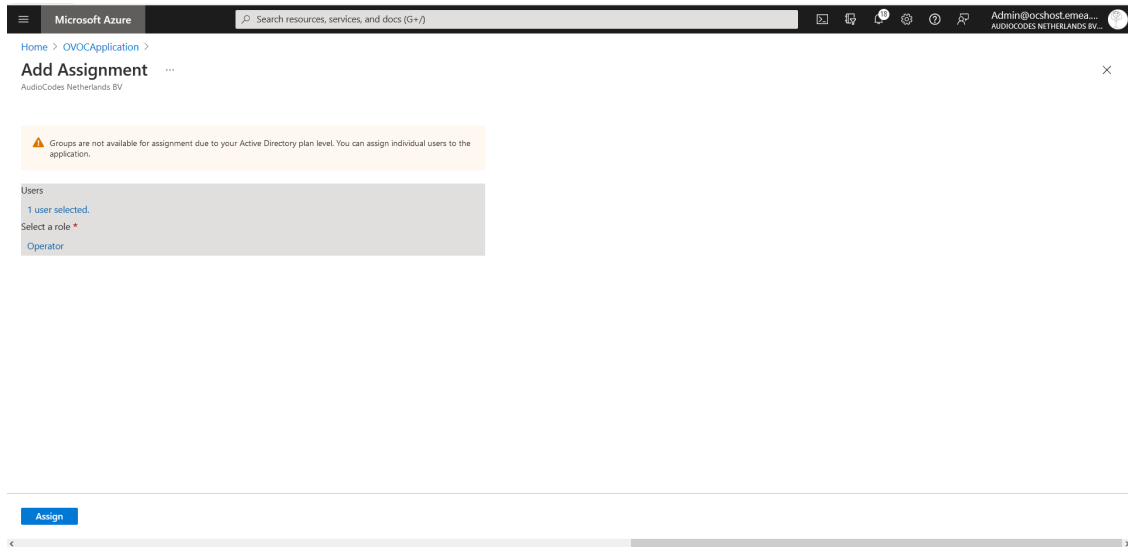 Microsoft Azure
Search resources, services, and docs (G+/)
18
Admin@ocshost.emea....
AUDIOCODES NETHERLANDS BV...
Home > OVOCApplication >
Add Assignment ...
AudioCodes Netherlands BV
Groups are not available for assignment due to your Active Directory plan level. You can assign individual users to the
application.
Users
1 user selected.
Select a role *
Operator
Assign